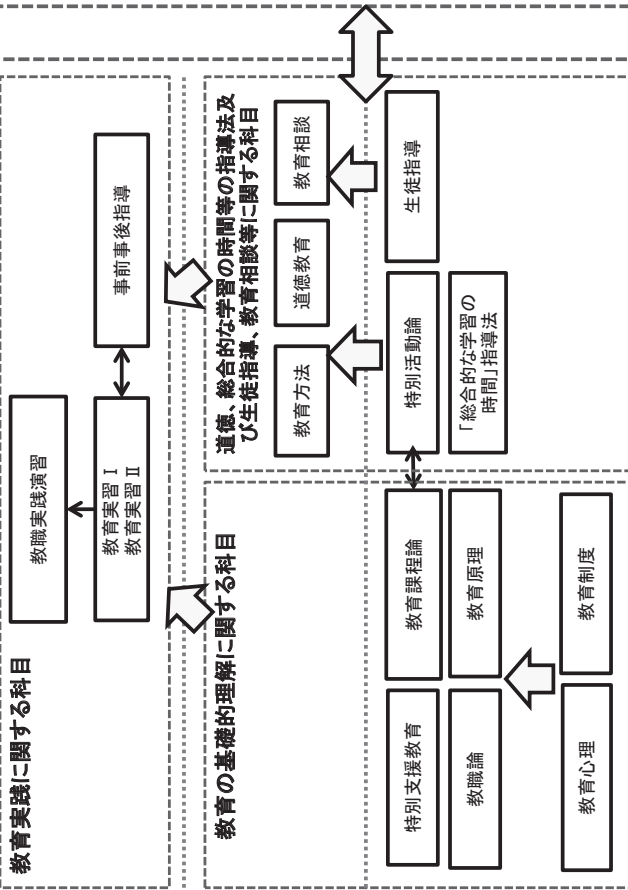 教育実践に関する科目
教職実践演習
教育実習Ⅰ
教育実習Ⅱ
事前事後指導
教育の基礎的理解に関する科目
特別支援教育
教育課程論
教職論
教育原理
教育心理
教育制度
道徳、総合的な学習の時間等の指導法及
び生徒指導、教育相談等に関する科目
教育方法
道徳教育
教育相談
特別活動論
生徒指導
「総合的な学習の
時間」指導法